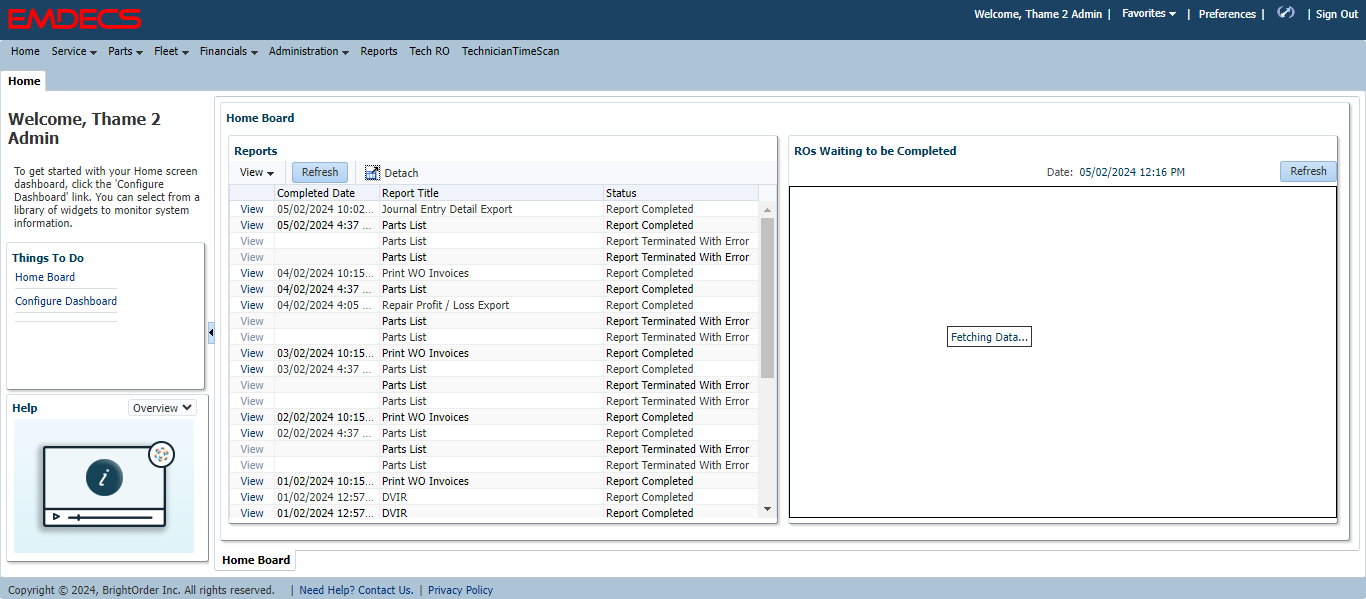 EMDECS
Welcome, Thame 2 Admin | Favorites | Preferences | | Sign Out
Home Service Parts Fleet Financials Administration Reports Tech RO TechnicianTimeScan
Home
Welcome, Thame 2
Admin
To get started with your Home screen
dashboard, click the 'Configure
Dashboard' link. You can select from a
library of widgets to monitor system
information.
Things To Do
Home Board
Configure Dashboard
Help Overview
i
Home Board
Reports
View Refresh Detach
Completed Date Report Title Status
View 05/02/2024 10:02... Journal Entry Detail Export Report Completed
View 05/02/2024 4:37 ... Parts List Report Completed
View Parts List Report Terminated With Error
View Parts List Report Terminated With Error
View 04/02/2024 10:15... Print WO Invoices Report Completed
View 04/02/2024 4:37 ... Parts List Report Completed
View 04/02/2024 4:05 ... Repair Profit / Loss Export Report Completed
View Parts List Report Terminated With Error
View Parts List Report Terminated With Error
View 03/02/2024 10:15... Print WO Invoices Report Completed
View 03/02/2024 4:37 ... Parts List Report Completed
View Parts List Report Terminated With Error
View Parts List Report Terminated With Error
View 02/02/2024 10:15... Print WO Invoices Report Completed
View 02/02/2024 4:37 ... Parts List Report Completed
View Parts List Report Terminated With Error
View Parts List Report Terminated With Error
View 01/02/2024 10:15... Print WO Invoices Report Completed
View 01/02/2024 12:57... DVIR Report Completed
View 01/02/2024 12:57... DVIR Report Completed
ROs Waiting to be Completed
Date: 05/02/2024 12:16 PM Refresh
Fetching Data...
Home Board
Copyright © 2024, BrightOrder Inc. All rights reserved. | Need Help? Contact Us. | Privacy Policy